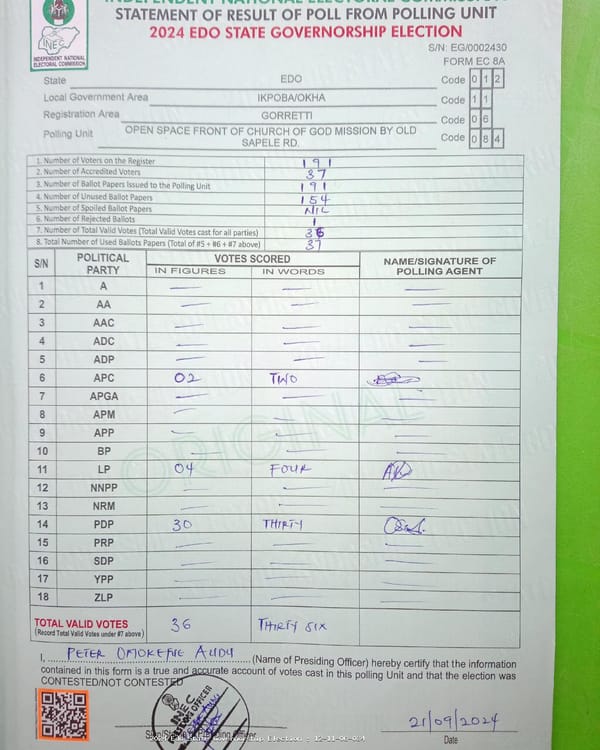 INDEPENDENT NATIONAL ELECTORAL COMMISSION
STATEMENT OF RESULT OF POLL FROM POLLING UNIT
2024 EDO STATE GOVERNORSHIP ELECTION
INEC
INDEPENDENT NATIONAL
ELECTORAL COMMISSION
S/N: EG/0002430
FORM EC 8A
State EDO Code 0 1 2
Local Government Area IKPOBA/OKHA Code 1 1
Registration Area GORRETTI Code 0 6
Polling Unit OPEN SPACE FRONT OF CHURCH OF GOD MISSION BY OLD SAPELE RD. Code 0 8 4
1. Number of Voters on the Register 191
2. Number of Accredited Voters 37
3. Number of Ballot Papers Issued to the Polling Unit 191
4. Number of Unused Ballot Papers 154
5. Number of Spoiled Ballot Papers NIL
6. Number of Rejected Ballots 1
7. Number of Total Valid Votes (Total Valid Votes cast for all parties) 36
8. Total Number of Used Ballots Papers (Total of #5 + #6 + #7 above) 37
S/N POLITICAL PARTY VOTES SCORED NAME/SIGNATURE OF POLLING AGENT
IN FIGURES IN WORDS
1 A — — —
2 AA — — —
3 AAC — — —
4 ADC — — —
5 ADP — — —
6 APC 02 TWO
7 APGA — — —
8 APM — — —
9 APP — — —
10 BP — — —
11 LP 04 FOUR
12 NNPP — — —
13 NRM — — —
14 PDP 30 THIRTY
15 PRP — — —
16 SDP — — —
17 YPP — — —
18 ZLP — — —
ORIGINAL
TOTAL VALID VOTES 36 THIRTY SIX
(Record Total Valid Votes under #7 above)
I, PETER OMOKEFIE AUDU (Name of Presiding Officer) hereby certify that the information
contained in this form is a true and accurate account of votes cast in this polling Unit and that the election was
CONTESTED/NOT CONTESTED
INEC
21/09/2024
Date